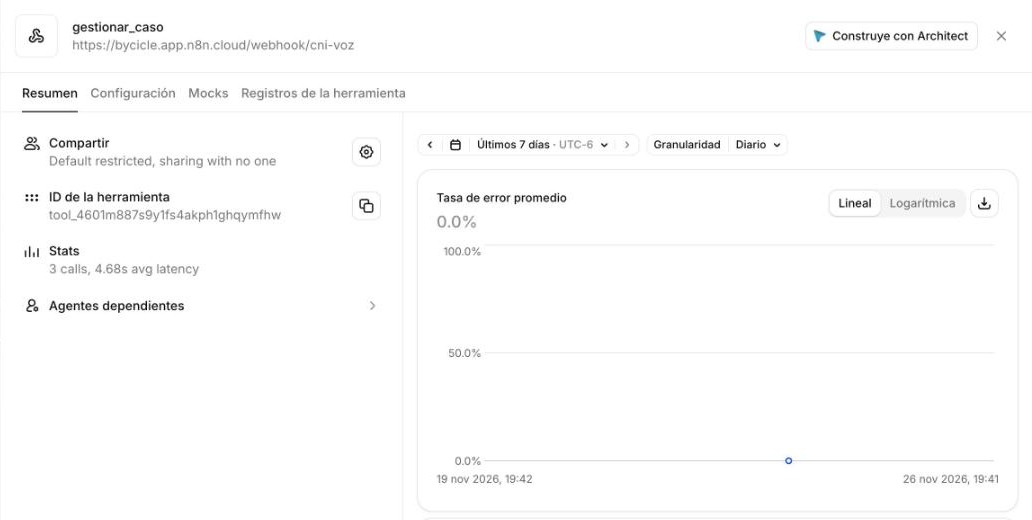 gestionar_caso
https://bycicle.app.n8n.cloud/webhook/cni-voz
Construye con Architect
Resumen Configuración Mocks Registros de la herramienta
Compartir
Default restricted, sharing with no one
ID de la herramienta
tool_4601m887s9y1fs4akph1ghqymfhw
Stats
3 calls, 4.68s avg latency
Agentes dependientes
Últimos 7 días · UTC-6
Granularidad Diario
Tasa de error promedio
0.0%
Lineal Logarítmica
100.0%
50.0%
0.0%
19 nov 2026, 19:42 26 nov 2026, 19:41